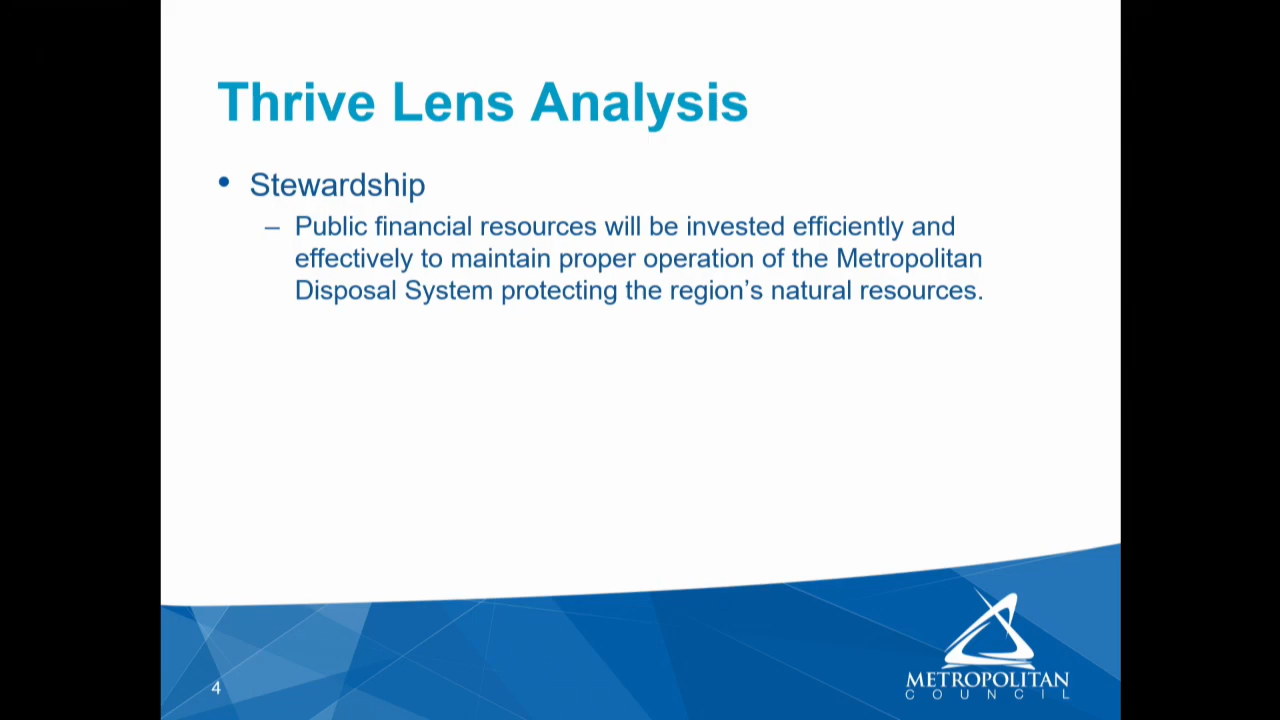 Thrive Lens Analysis
• Stewardship
– Public financial resources will be invested efficiently and
effectively to maintain proper operation of the Metropolitan
Disposal System protecting the region’s natural resources.
4
METROPOLITAN
COUNCIL